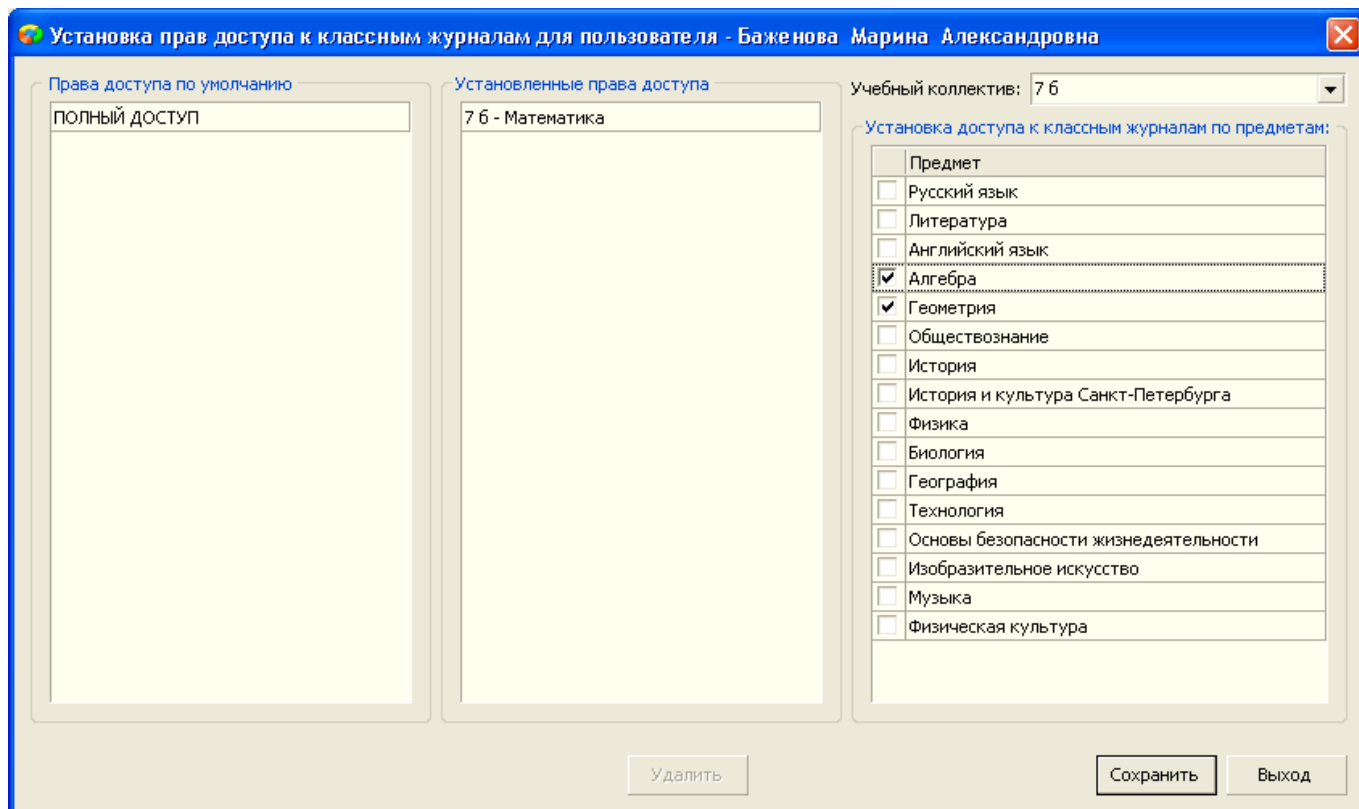 Установка прав доступа к классным журналам для пользователя - Баженова Марина Александровна
Права доступа по умолчанию
ПОЛНЫЙ ДОСТУП
Установленные права доступа
7 б - Математика
Учебный коллектив: 7 б
Установка доступа к классным журналам по предметам:
Предмет
Русский язык
Литература
Английский язык
Алгебра
Геометрия
Обществознание
История
История и культура Санкт-Петербурга
Физика
Биология
География
Технология
Основы безопасности жизнедеятельности
Изобразительное искусство
Музыка
Физическая культура
Удалить
Сохранить
Выход